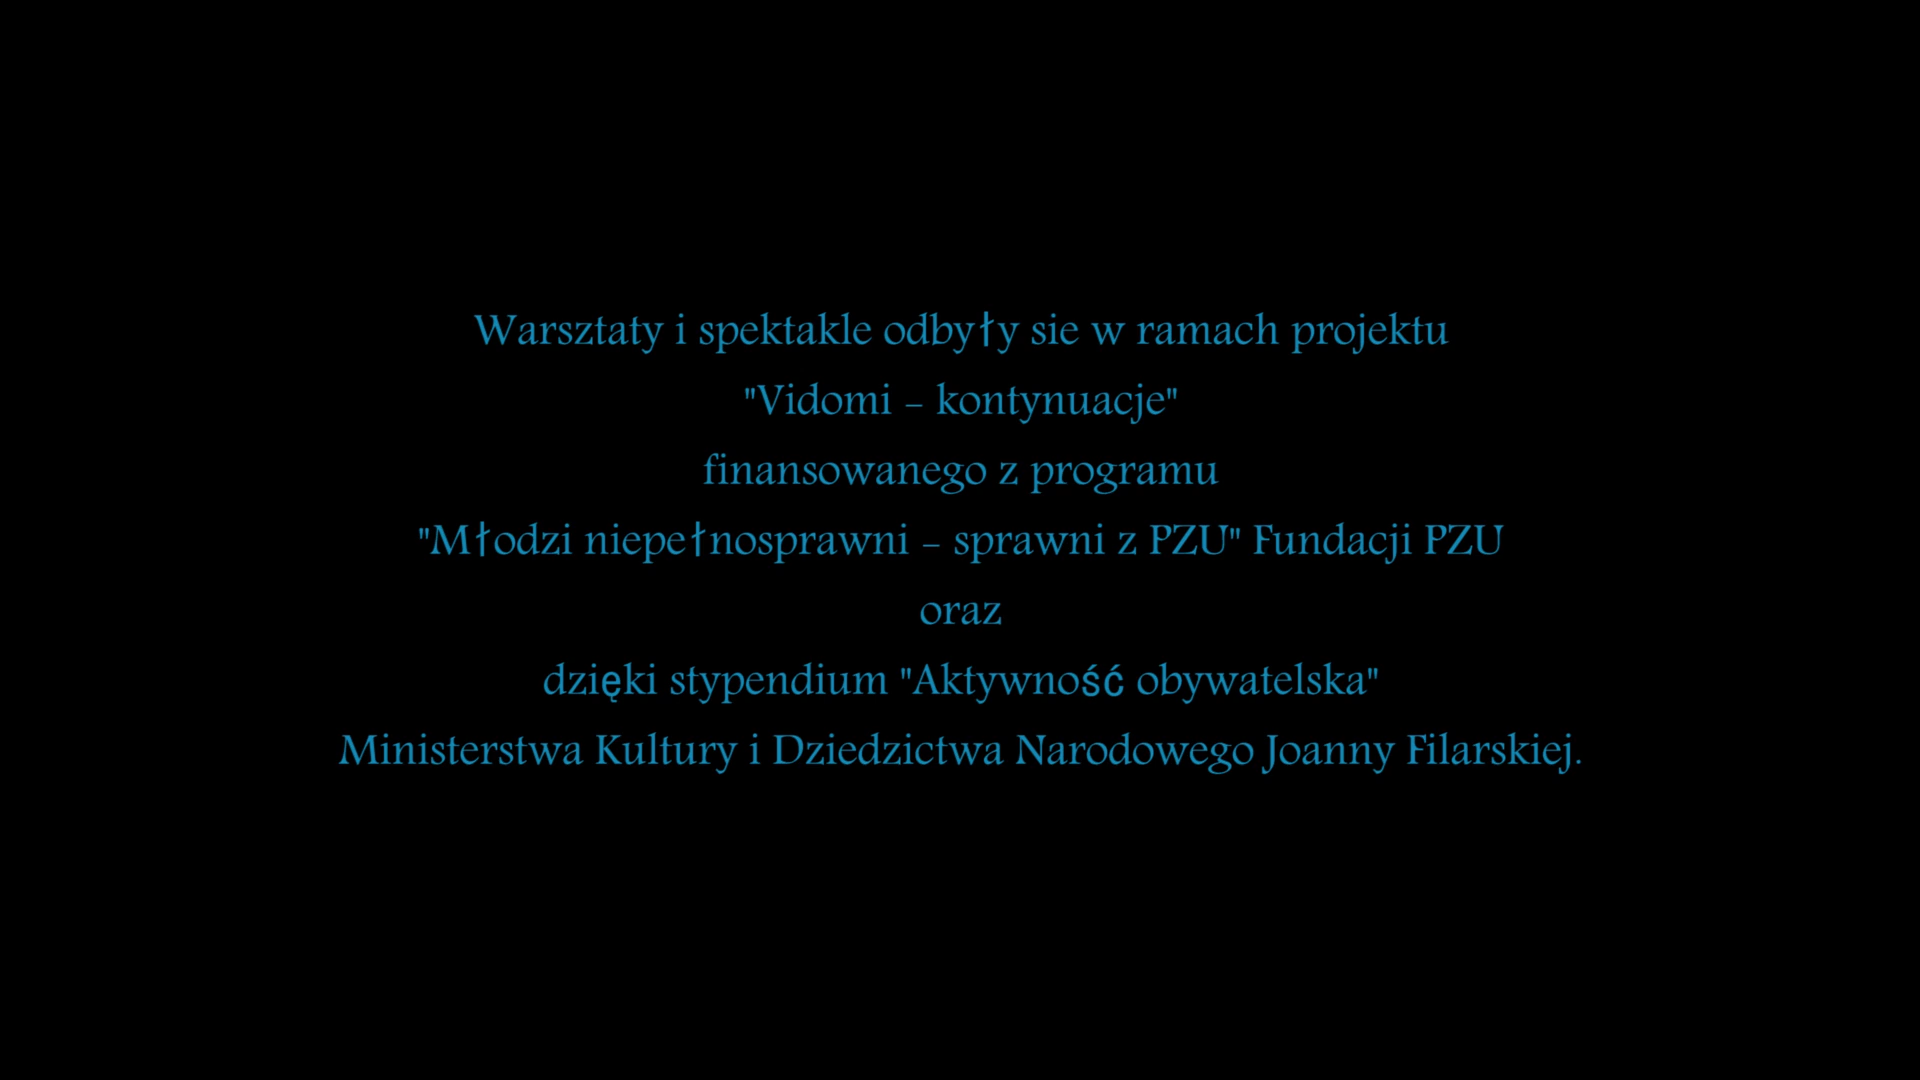 Warsztaty i spektakle odbyły sie w ramach projektu
"Vidomi - kontynuacje"
finansowanego z programu
"Młodzi niepełnosprawni - sprawni z PZU" Fundacji PZU
oraz
dzięki stypendium "Aktywność obywatelska"
Ministerstwa Kultury i Dziedzictwa Narodowego Joanny Filarskiej.